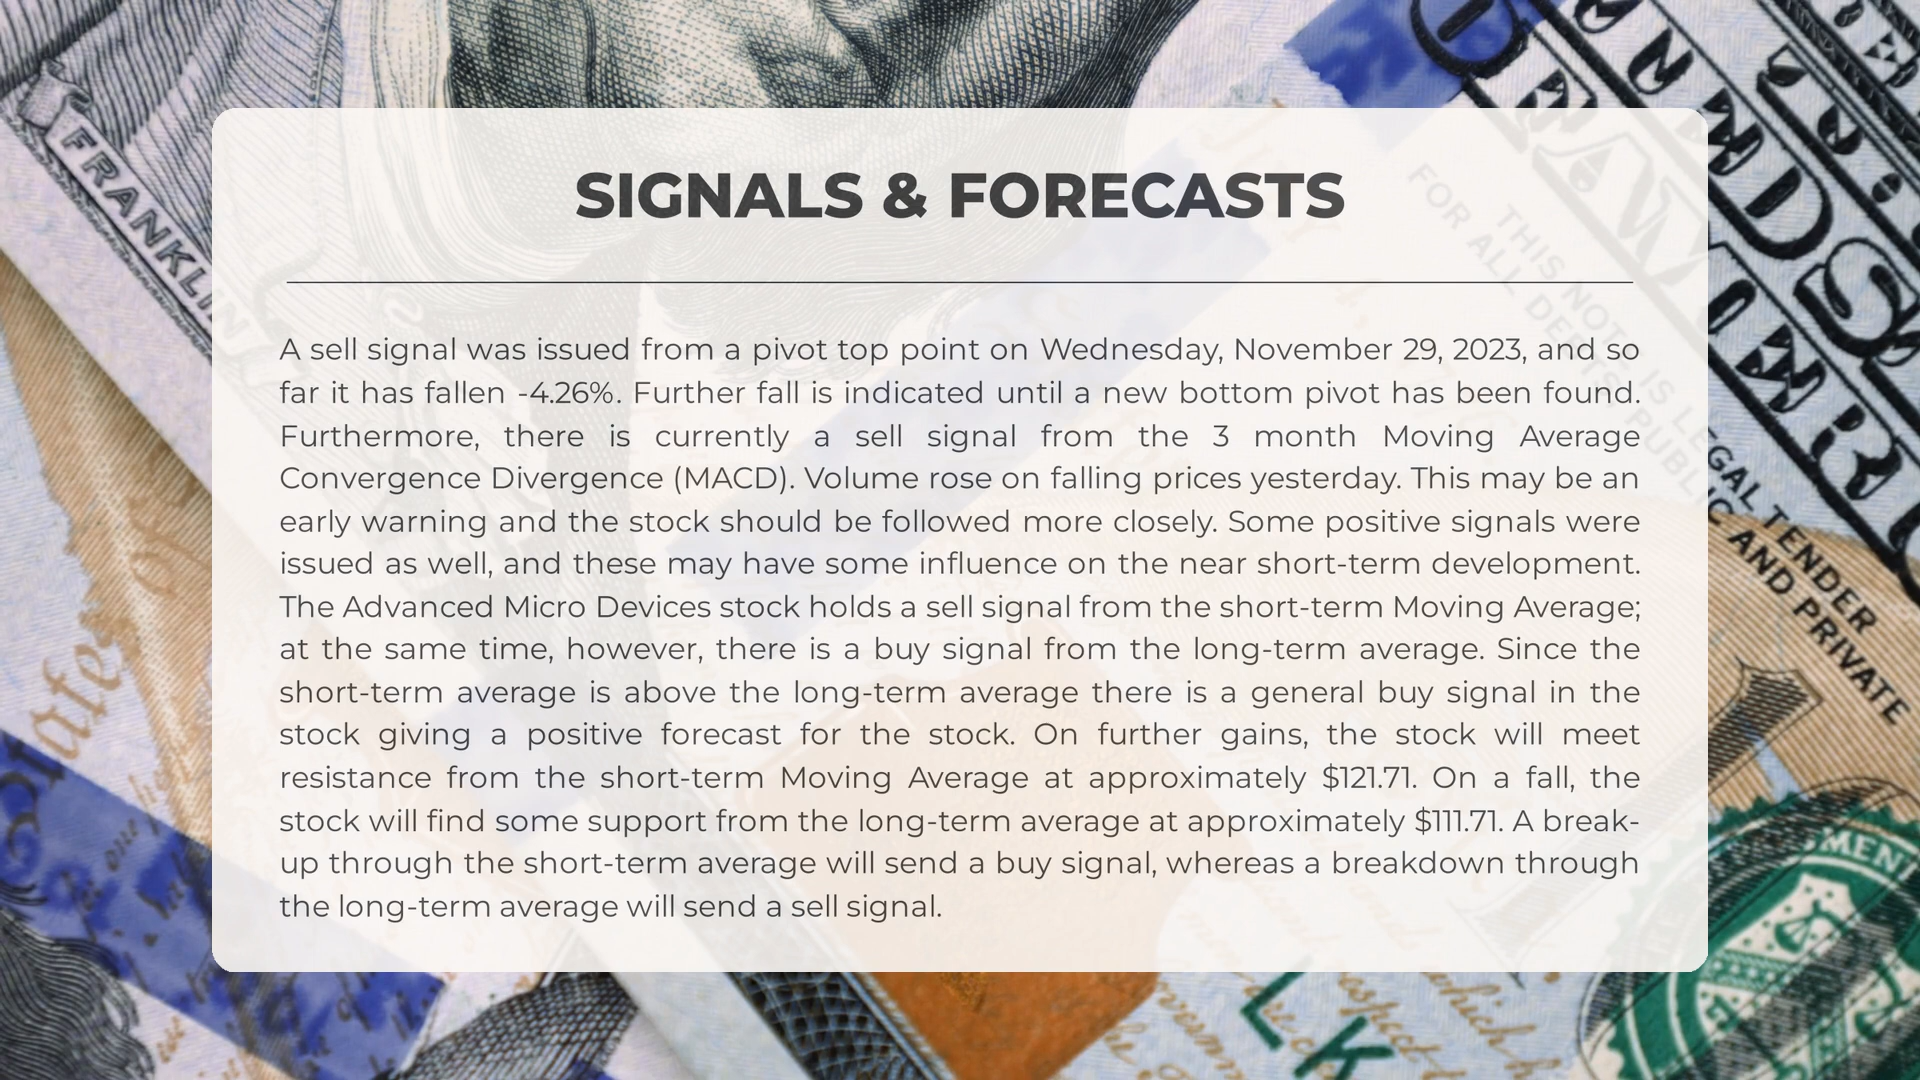 SIGNALS & FORECASTS
A sell signal was issued from a pivot top point on Wednesday, November 29, 2023, and so
far it has fallen -4.26%. Further fall is indicated until a new bottom pivot has been found.
Furthermore, there is currently a sell signal from the 3 month Moving Average
Convergence Divergence (MACD). Volume rose on falling prices yesterday. This may be an
early warning and the stock should be followed more closely. Some positive signals were
issued as well, and these may have some influence on the near short-term development.
The Advanced Micro Devices stock holds a sell signal from the short-term Moving Average;
at the same time, however, there is a buy signal from the long-term average. Since the
short-term average is above the long-term average there is a general buy signal in the
stock giving a positive forecast for the stock. On further gains, the stock will meet
resistance from the short-term Moving Average at approximately $121.71. On a fall, the
stock will find some support from the long-term average at approximately $111.71. A break-
up through the short-term average will send a buy signal, whereas a breakdown through
the long-term average will send a sell signal.
FRANKLIN
THIS NOTE IS LEGAL TENDER
FOR ALL DEBTS PUBLIC AND PRIVATE